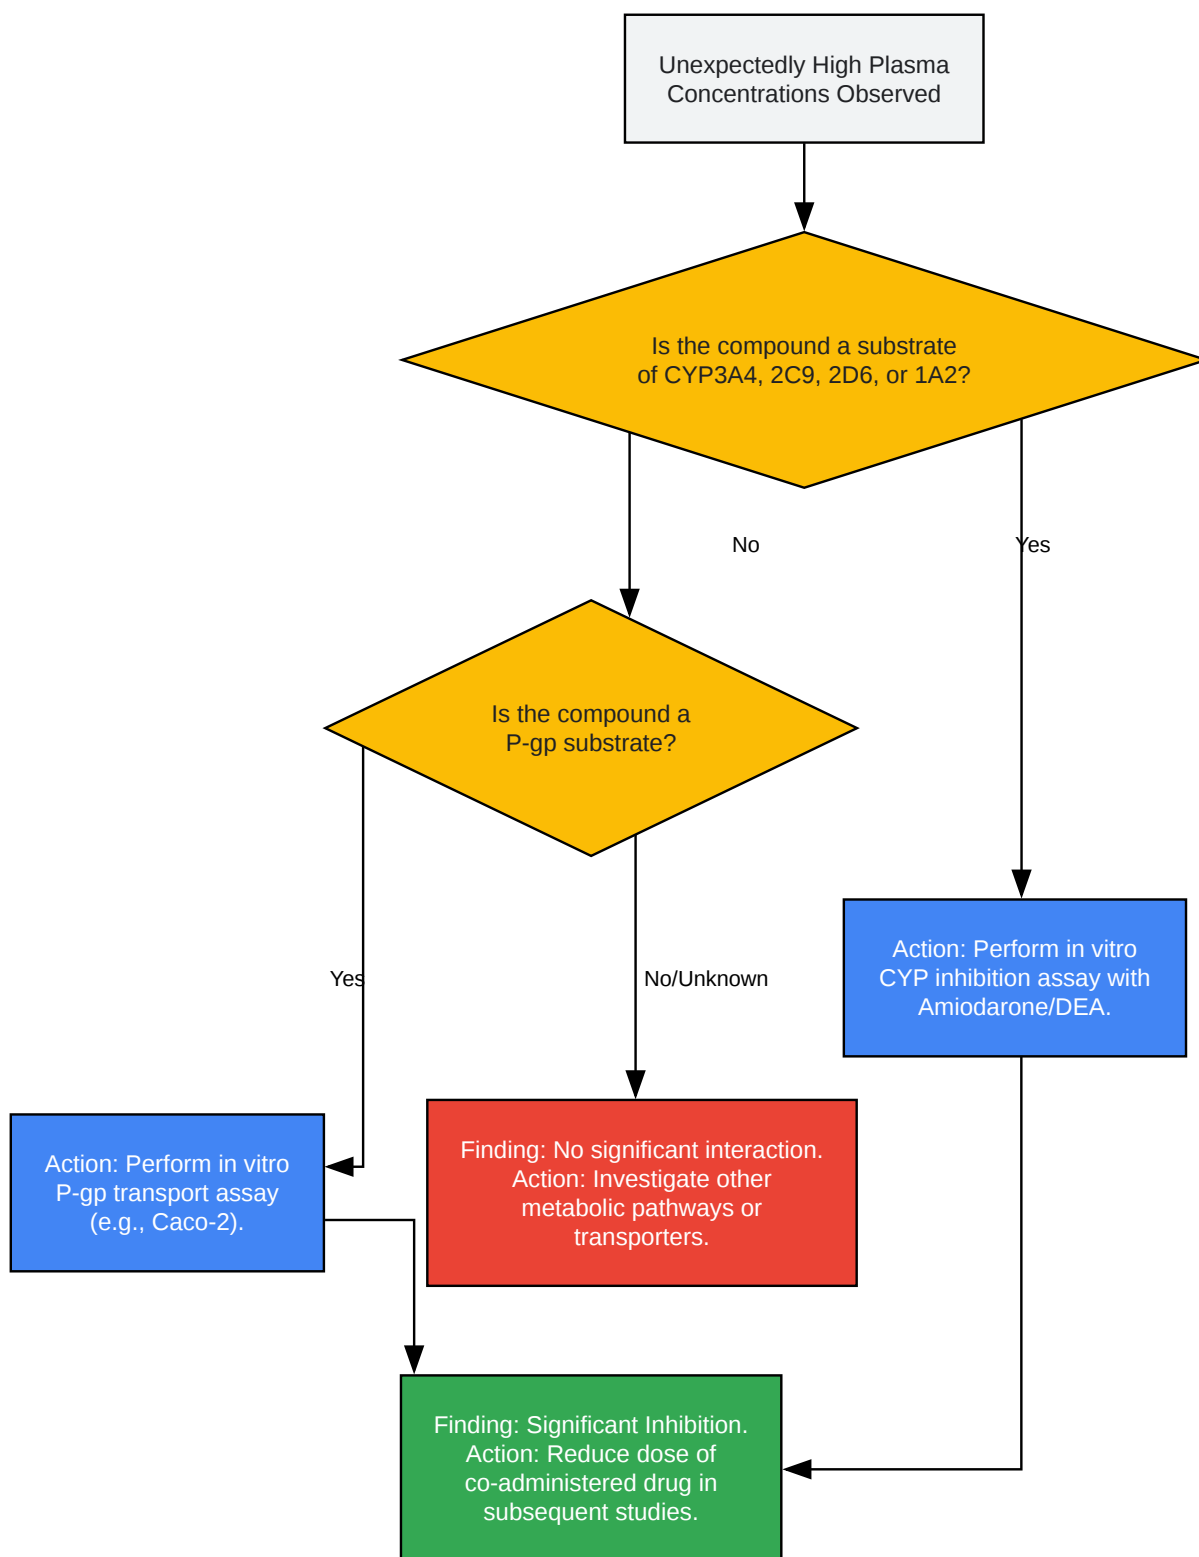 Unexpectedly High Plasma
Concentrations Observed
Is the compound a substrate
of CYP3A4, 2C9, 2D6, or 1A2?
No
Yes
Is the compound a
P-gp substrate?
Yes
No/Unknown
Action: Perform in vitro
CYP inhibition assay with
Amiodarone/DEA.
Action: Perform in vitro
P-gp transport assay
(e.g., Caco-2).
Finding: No significant interaction.
Action: Investigate other
metabolic pathways or
transporters.
Finding: Significant Inhibition.
Action: Reduce dose of
co-administered drug in
subsequent studies.